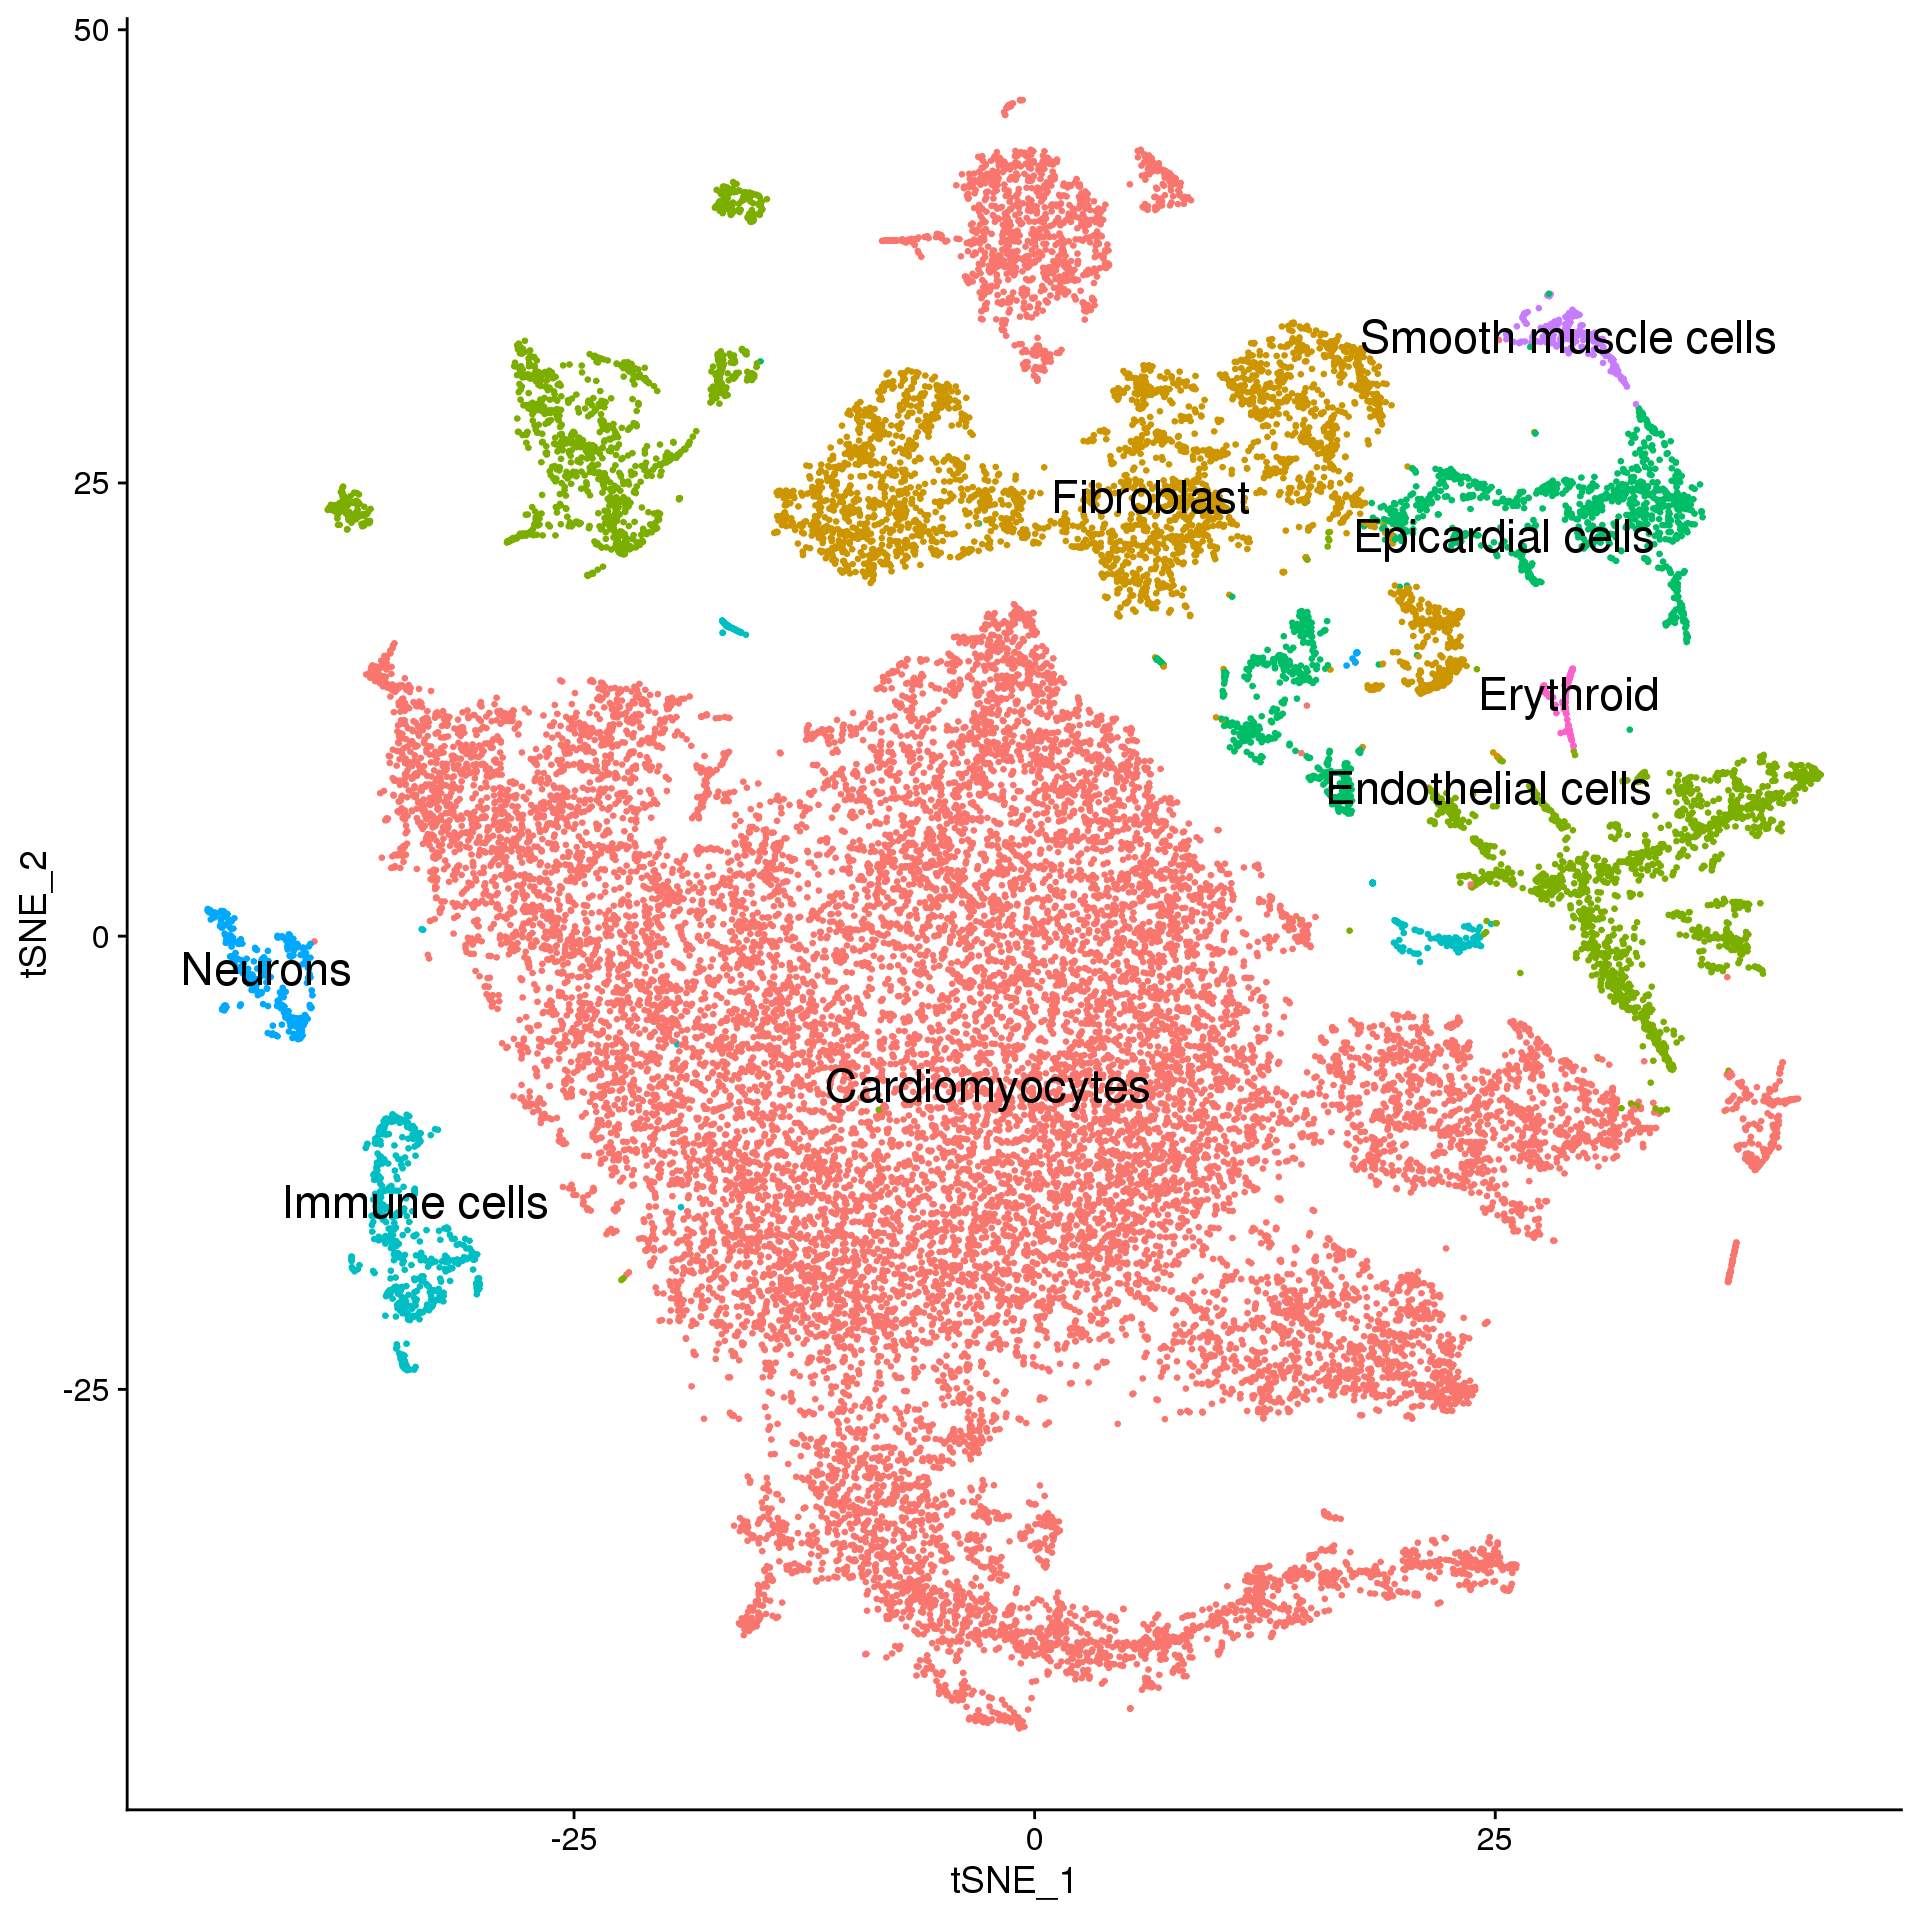 50
25
0
-25
-25
0
25
tSNE_1
tSNE_2
Smooth muscle cells
Fibroblast
Epicardial cells
Erythroid
Endothelial cells
Neurons
Cardiomyocytes
Immune cells